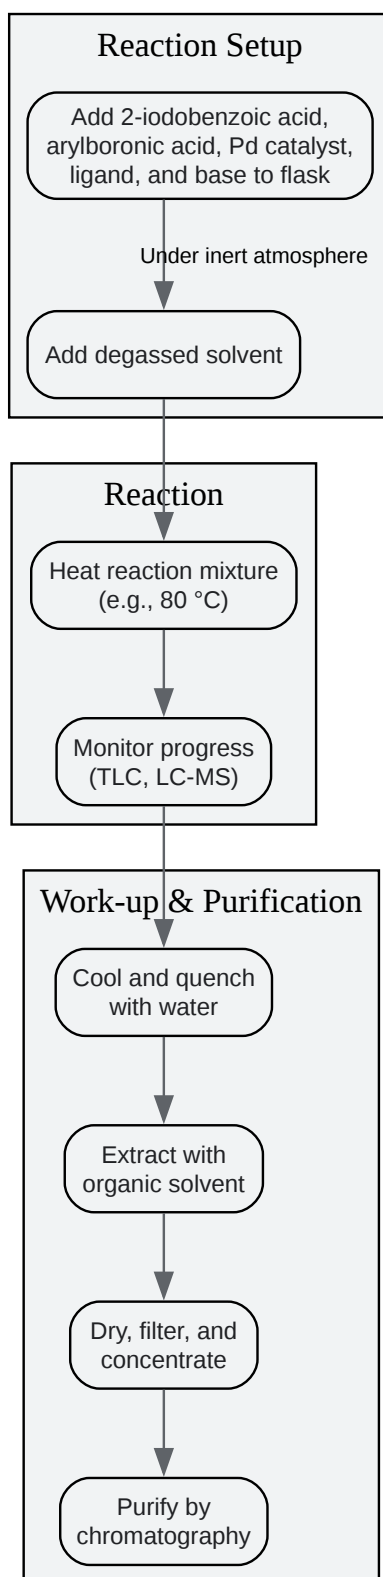 Reaction Setup
Add 2-iodobenzoic acid,
arylboronic acid, Pd catalyst,
ligand, and base to flask
Under inert atmosphere
Add degassed solvent
Reaction
Heat reaction mixture
(e.g., 80 °C)
Monitor progress
(TLC, LC-MS)
Work-up & Purification
Cool and quench
with water
Extract with
organic solvent
Dry, filter, and
concentrate
Purify by
chromatography